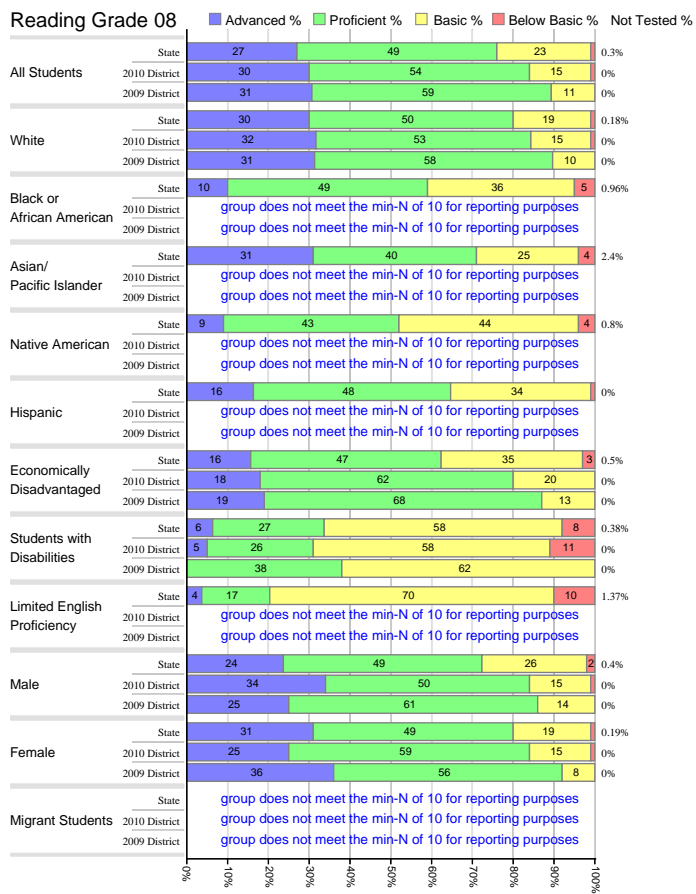 Reading Grade 08 Advanced % Proficient % Basic % Below Basic % Not Tested %
All Students
State 27 49 23 0.3%
2010 District 30 54 15 0%
2009 District 31 59 11 0%
White
State 30 50 19 0.18%
2010 District 32 53 15 0%
2009 District 31 58 10 0%
Black or
African American
State 10 49 36 5 0.96%
2010 District group does not meet the min-N of 10 for reporting purposes
2009 District group does not meet the min-N of 10 for reporting purposes
Asian/
Pacific Islander
State 31 40 25 4 2.4%
2010 District group does not meet the min-N of 10 for reporting purposes
2009 District group does not meet the min-N of 10 for reporting purposes
Native American
State 9 43 44 4 0.8%
2010 District group does not meet the min-N of 10 for reporting purposes
2009 District group does not meet the min-N of 10 for reporting purposes
Hispanic
State 16 48 34 0%
2010 District group does not meet the min-N of 10 for reporting purposes
2009 District group does not meet the min-N of 10 for reporting purposes
Economically
Disadvantaged
State 16 47 35 3 0.5%
2010 District 18 62 20 0%
2009 District 19 68 13 0%
Students with
Disabilities
State 6 27 58 8 0.38%
2010 District 5 26 58 11 0%
2009 District 38 62 0%
Limited English
Proficiency
State 4 17 70 10 1.37%
2010 District group does not meet the min-N of 10 for reporting purposes
2009 District group does not meet the min-N of 10 for reporting purposes
Male
State 24 49 26 2 0.4%
2010 District 34 50 15 0%
2009 District 25 61 14 0%
Female
State 31 49 19 0.19%
2010 District 25 59 15 0%
2009 District 36 56 8 0%
Migrant Students
State group does not meet the min-N of 10 for reporting purposes
2010 District group does not meet the min-N of 10 for reporting purposes
2009 District group does not meet the min-N of 10 for reporting purposes
0% 10% 20% 30% 40% 50% 60% 70% 80% 90% 100%